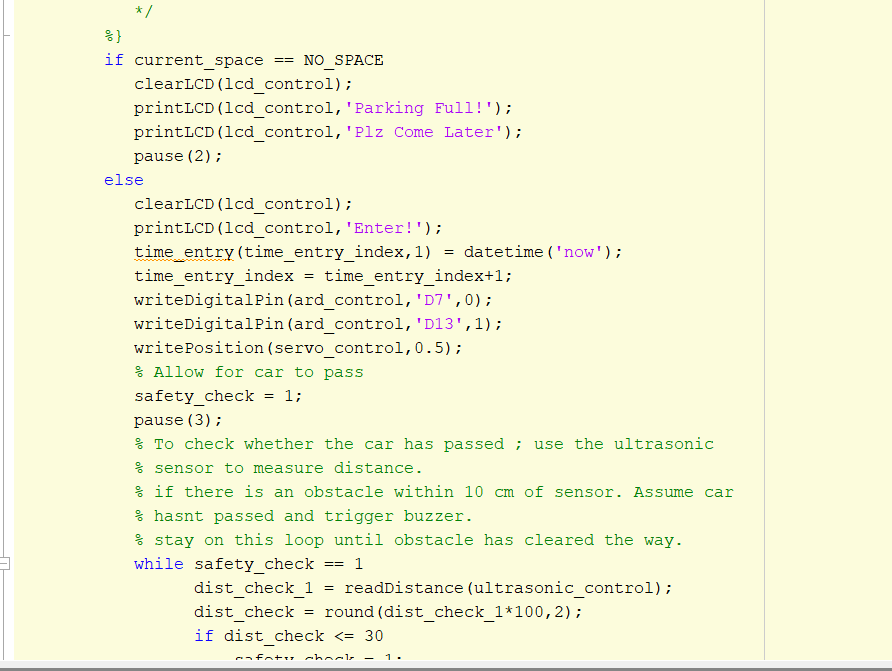 */
%}
if current_space == NO_SPACE
clearLCD(lcd_control);
printLCD(lcd_control,'Parking Full!');
printLCD(lcd_control,'Plz Come Later');
pause(2);
else
clearLCD(lcd_control);
printLCD(lcd_control,'Enter!');
time_entry(time_entry_index,1) = datetime('now');
time_entry_index = time_entry_index+1;
writeDigitalPin(ard_control,'D7',0);
writeDigitalPin(ard_control,'D13',1);
writePosition(servo_control,0.5);
% Allow for car to pass
safety_check = 1;
pause(3);
% To check whether the car has passed ; use the ultrasonic
% sensor to measure distance.
% if there is an obstacle within 10 cm of sensor. Assume car
% hasnt passed and trigger buzzer.
% stay on this loop until obstacle has cleared the way.
while safety_check == 1
dist_check_1 = readDistance(ultrasonic_control);
dist_check = round(dist_check_1*100,2);
if dist_check <= 30
safety_check = 1;